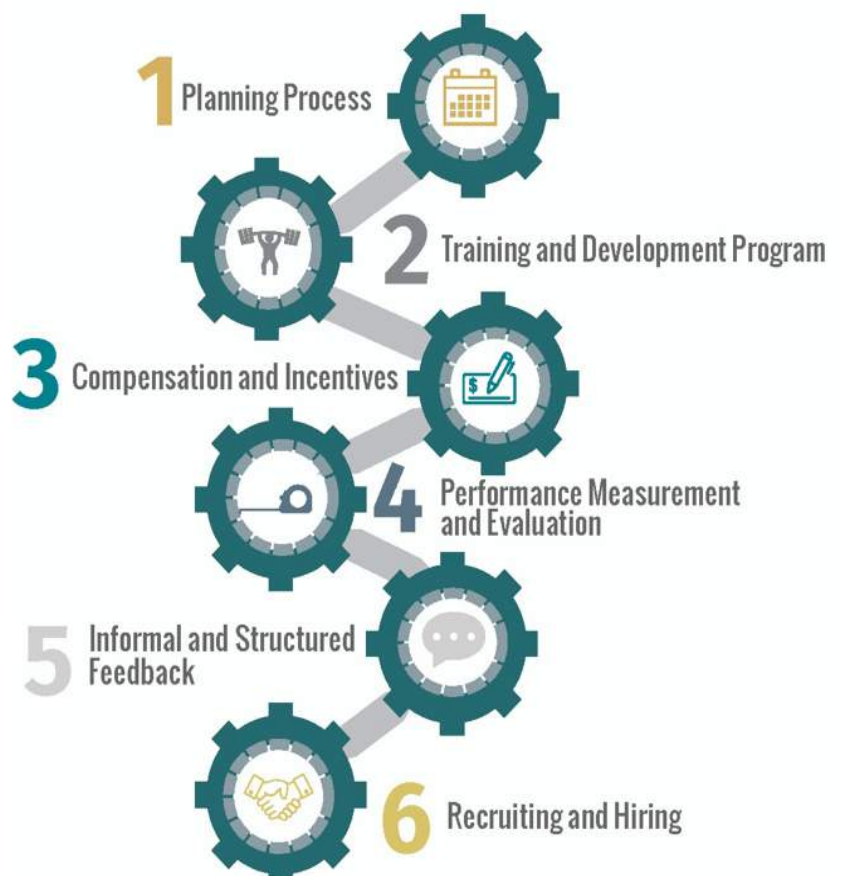 1 Planning Process
2 Training and Development Program
3 Compensation and Incentives
$
4 Performance Measurement
and Evaluation
5 Informal and Structured
Feedback
6 Recruiting and Hiring